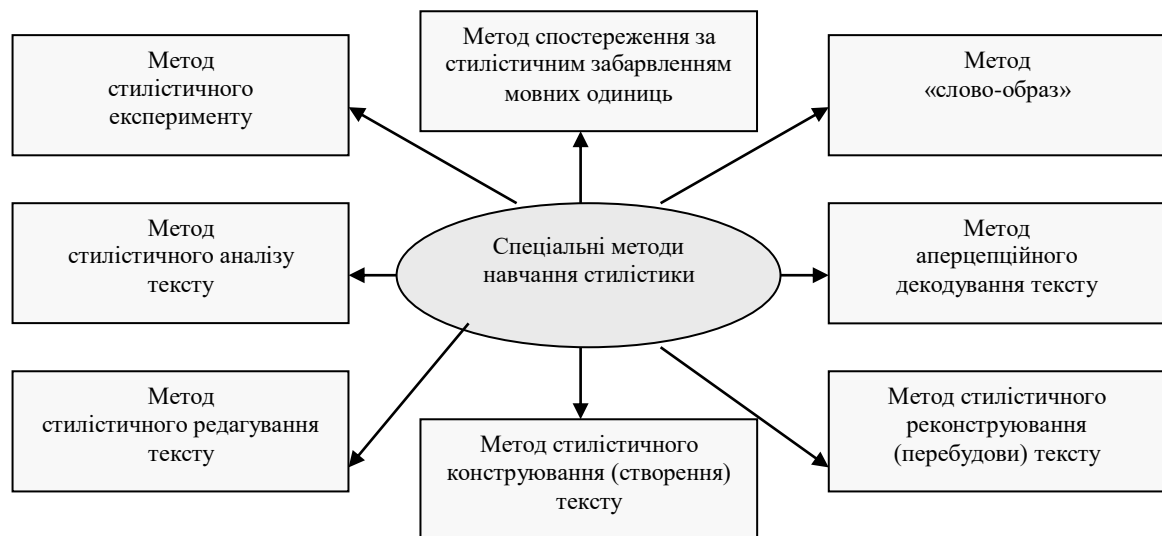 Метод
стилістичного
експерименту
Метод спостереження за
стилістичним забарвленням
мовних одиниць
Метод
«слово-образ»
Метод
стилістичного аналізу
тексту
Спеціальні методи
навчання стилістики
Метод
аперцепційного
декодування тексту
Метод
стилістичного редагування
тексту
Метод стилістичного
конструювання (створення)
тексту
Метод стилістичного
реконструювання
(перебудови) тексту